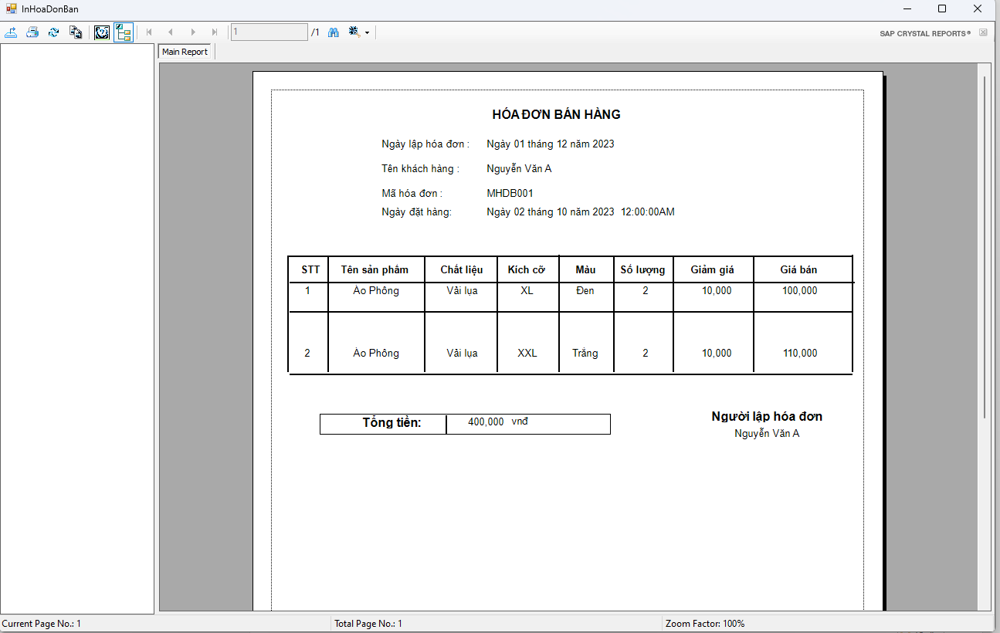 InHoaDonBan
1 /1
SAP CRYSTAL REPORTS®
Main Report
HÓA ĐƠN BÁN HÀNG
Ngày lập hóa đơn : Ngày 01 tháng 12 năm 2023
Tên khách hàng : Nguyễn Văn A
Mã hóa đơn : MHDB001
Ngày đặt hàng: Ngày 02 tháng 10 năm 2023 12:00:00AM
STT Tên sản phẩm Chất liệu Kích cỡ Màu Số lượng Giảm giá Giá bán
1 Áo Phông Vải lụa XL Đen 2 10,000 100,000
2 Áo Phông Vải lụa XXL Trắng 2 10,000 110,000
Tổng tiền: 400,000 vnđ
Người lập hóa đơn
Nguyễn Văn A
Current Page No.: 1 Total Page No.: 1 Zoom Factor: 100%